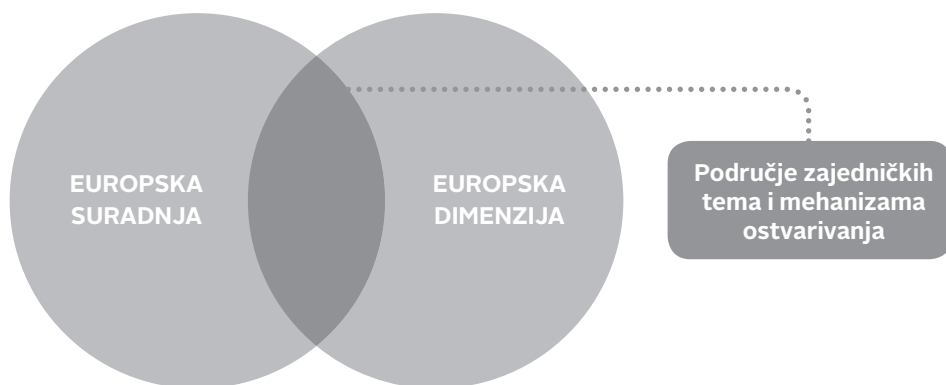 EUROPSKA
SURADNJA
EUROPSKA
DIMENZIJA
Područje zajedničkih
tema i mehanizama
ostvarivanja